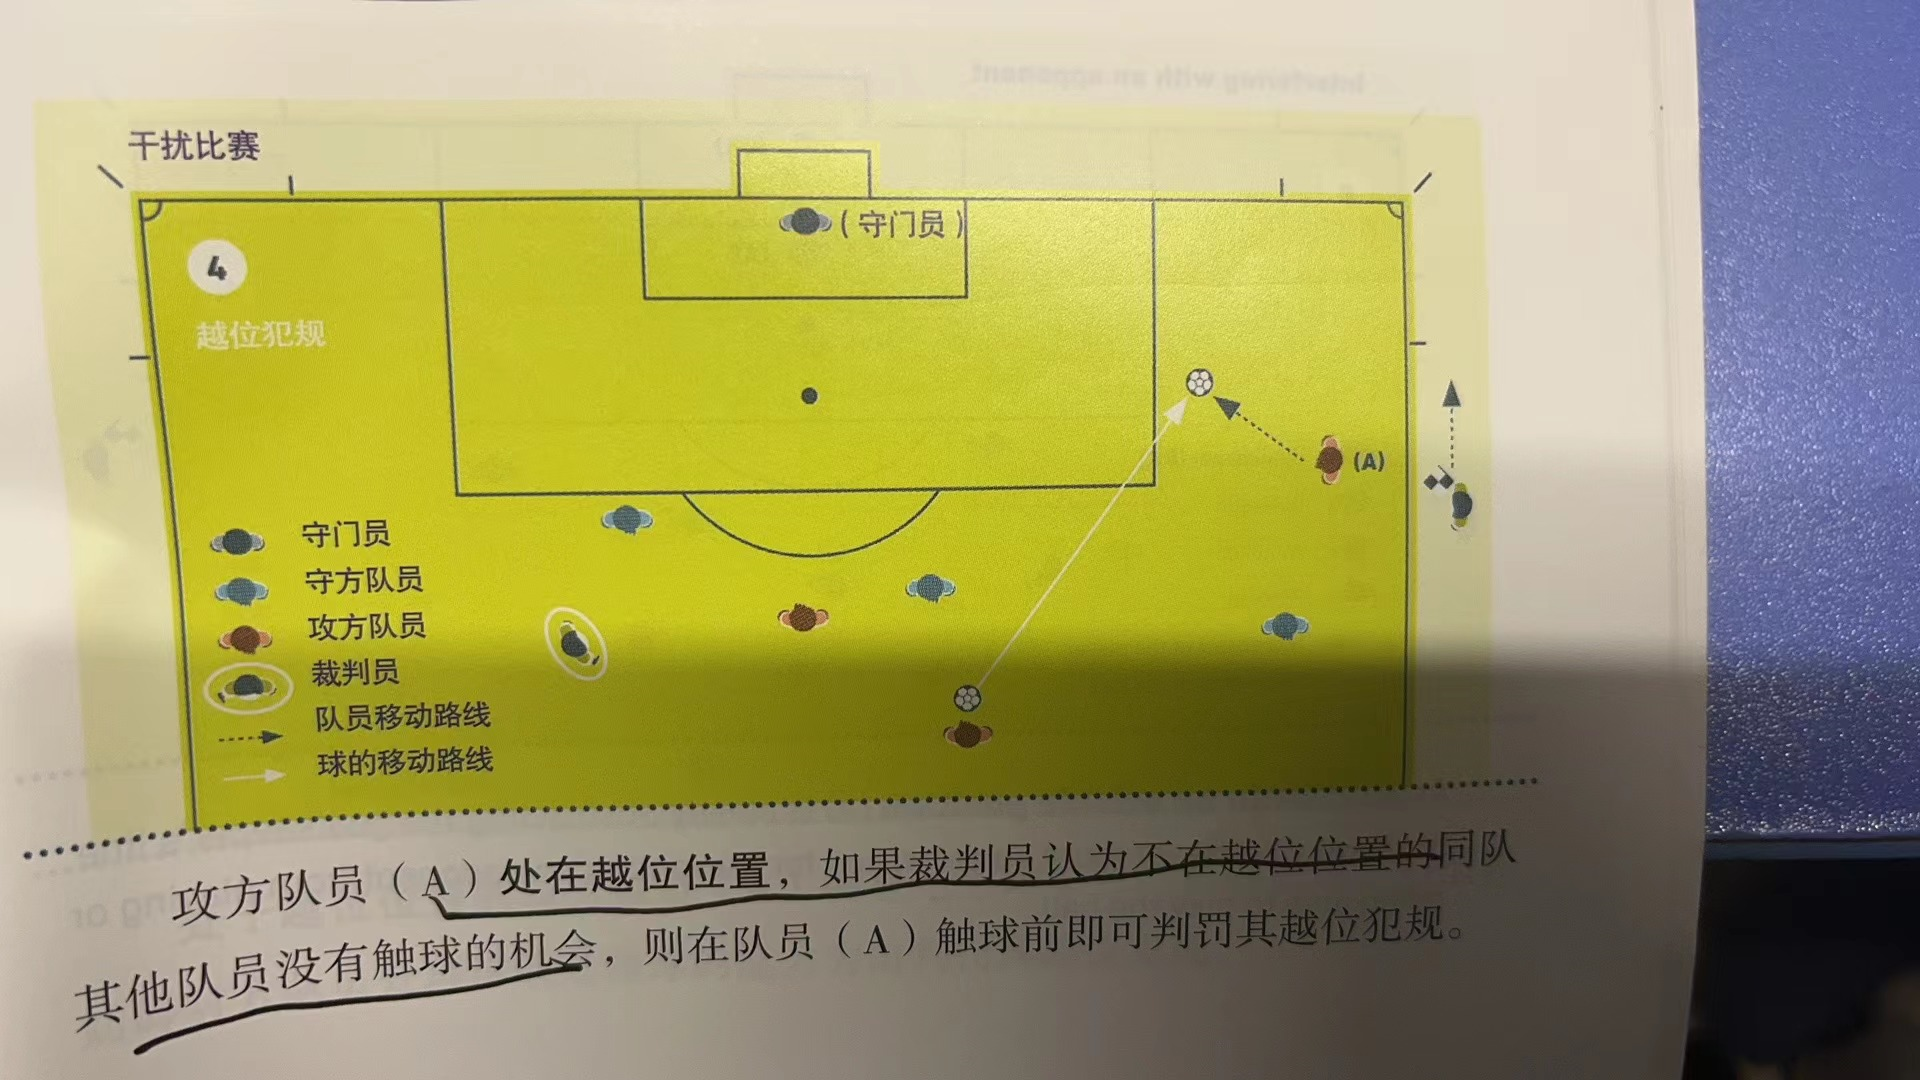 干扰比赛
(守门员)
4
越位犯规
(A)
守门员
守方队员
攻方队员
裁判员
队员移动路线
球的移动路线
攻方队员（A）处在越位位置，如果裁判员认为不在越位位置的同队
其他队员没有触球的机会，则在队员（A）触球前即可判罚其越位犯规。